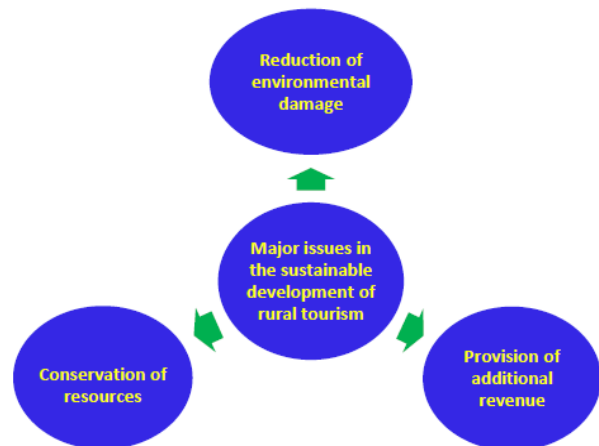 Reduction of
environmental
damage
Major issues in
the sustainable
development of
rural tourism
Conservation of
resources
Provision of
additional
revenue